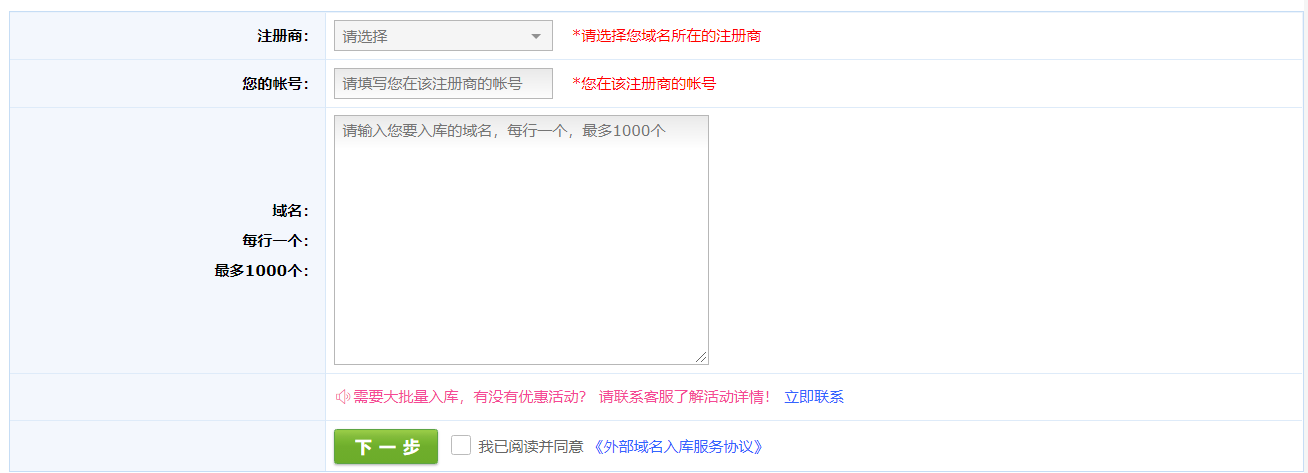 注册商： 请选择 *请选择您域名所在的注册商
您的帐号： 请填写您在该注册商的帐号 *您在该注册商的帐号
请输入您要入库的域名，每行一个，最多1000个
域名：
每行一个：
最多1000个：
需要大批量入库，有没有优惠活动？ 请联系客服了解活动详情！ 立即联系
下一步 我已阅读并同意 《外部域名入库服务协议》